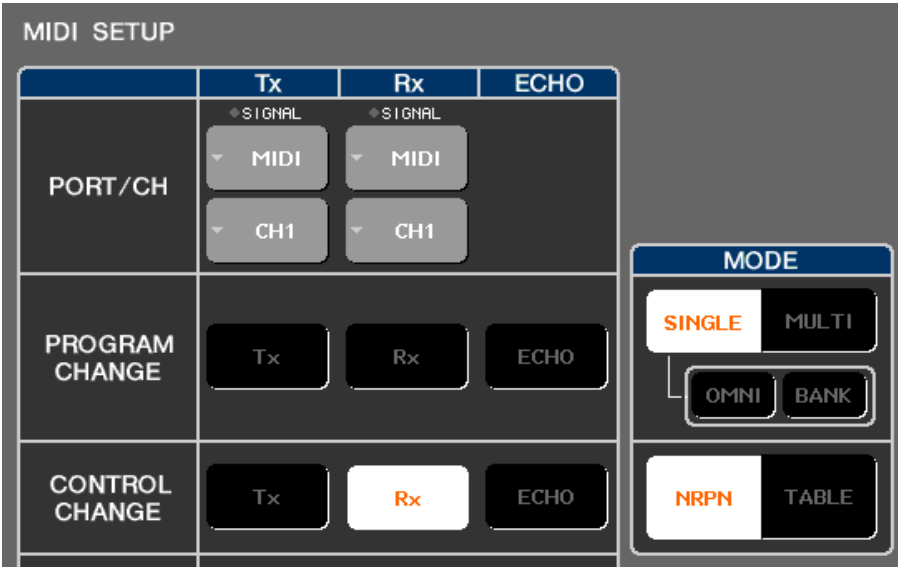 MIDI SETUP
Tx Rx ECHO
SIGNAL SIGNAL
PORT/CH MIDI MIDI
CH1 CH1
MODE
PROGRAM
CHANGE
Tx Rx ECHO
SINGLE MULTI
OMNI BANK
CONTROL
CHANGE
Tx Rx ECHO
NRPN TABLE